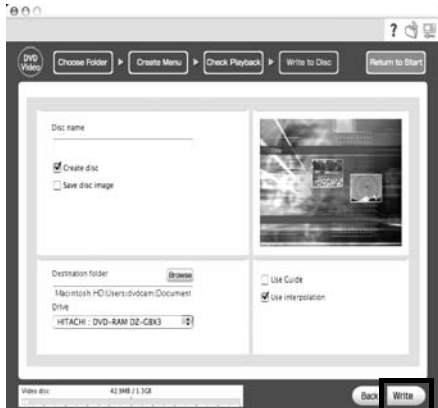 ?
DVD Video
Choose Folder
Create Menu
Check Playback
Write to Disc
Return to Start
Disc name
Create disc
Save disc image
Destination folder
Browse
Macintosh HD:Users:dvdcam:Document
Drive
HITACHI : DVD-RAM DZ-GBX3
Use Guide
Use interpolation
Video disc
42.9MB / 1.3GB
Back
Write